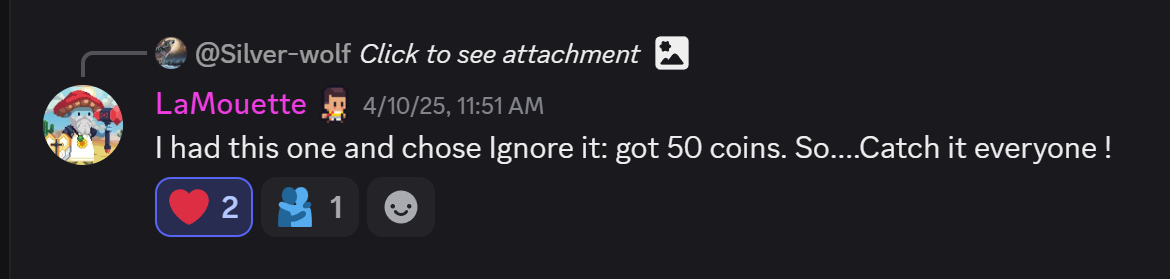 @Silver-wolf Click to see attachment
LaMouette 4/10/25, 11:51 AM
I had this one and chose Ignore it: got 50 coins. So....Catch it everyone !
2 1